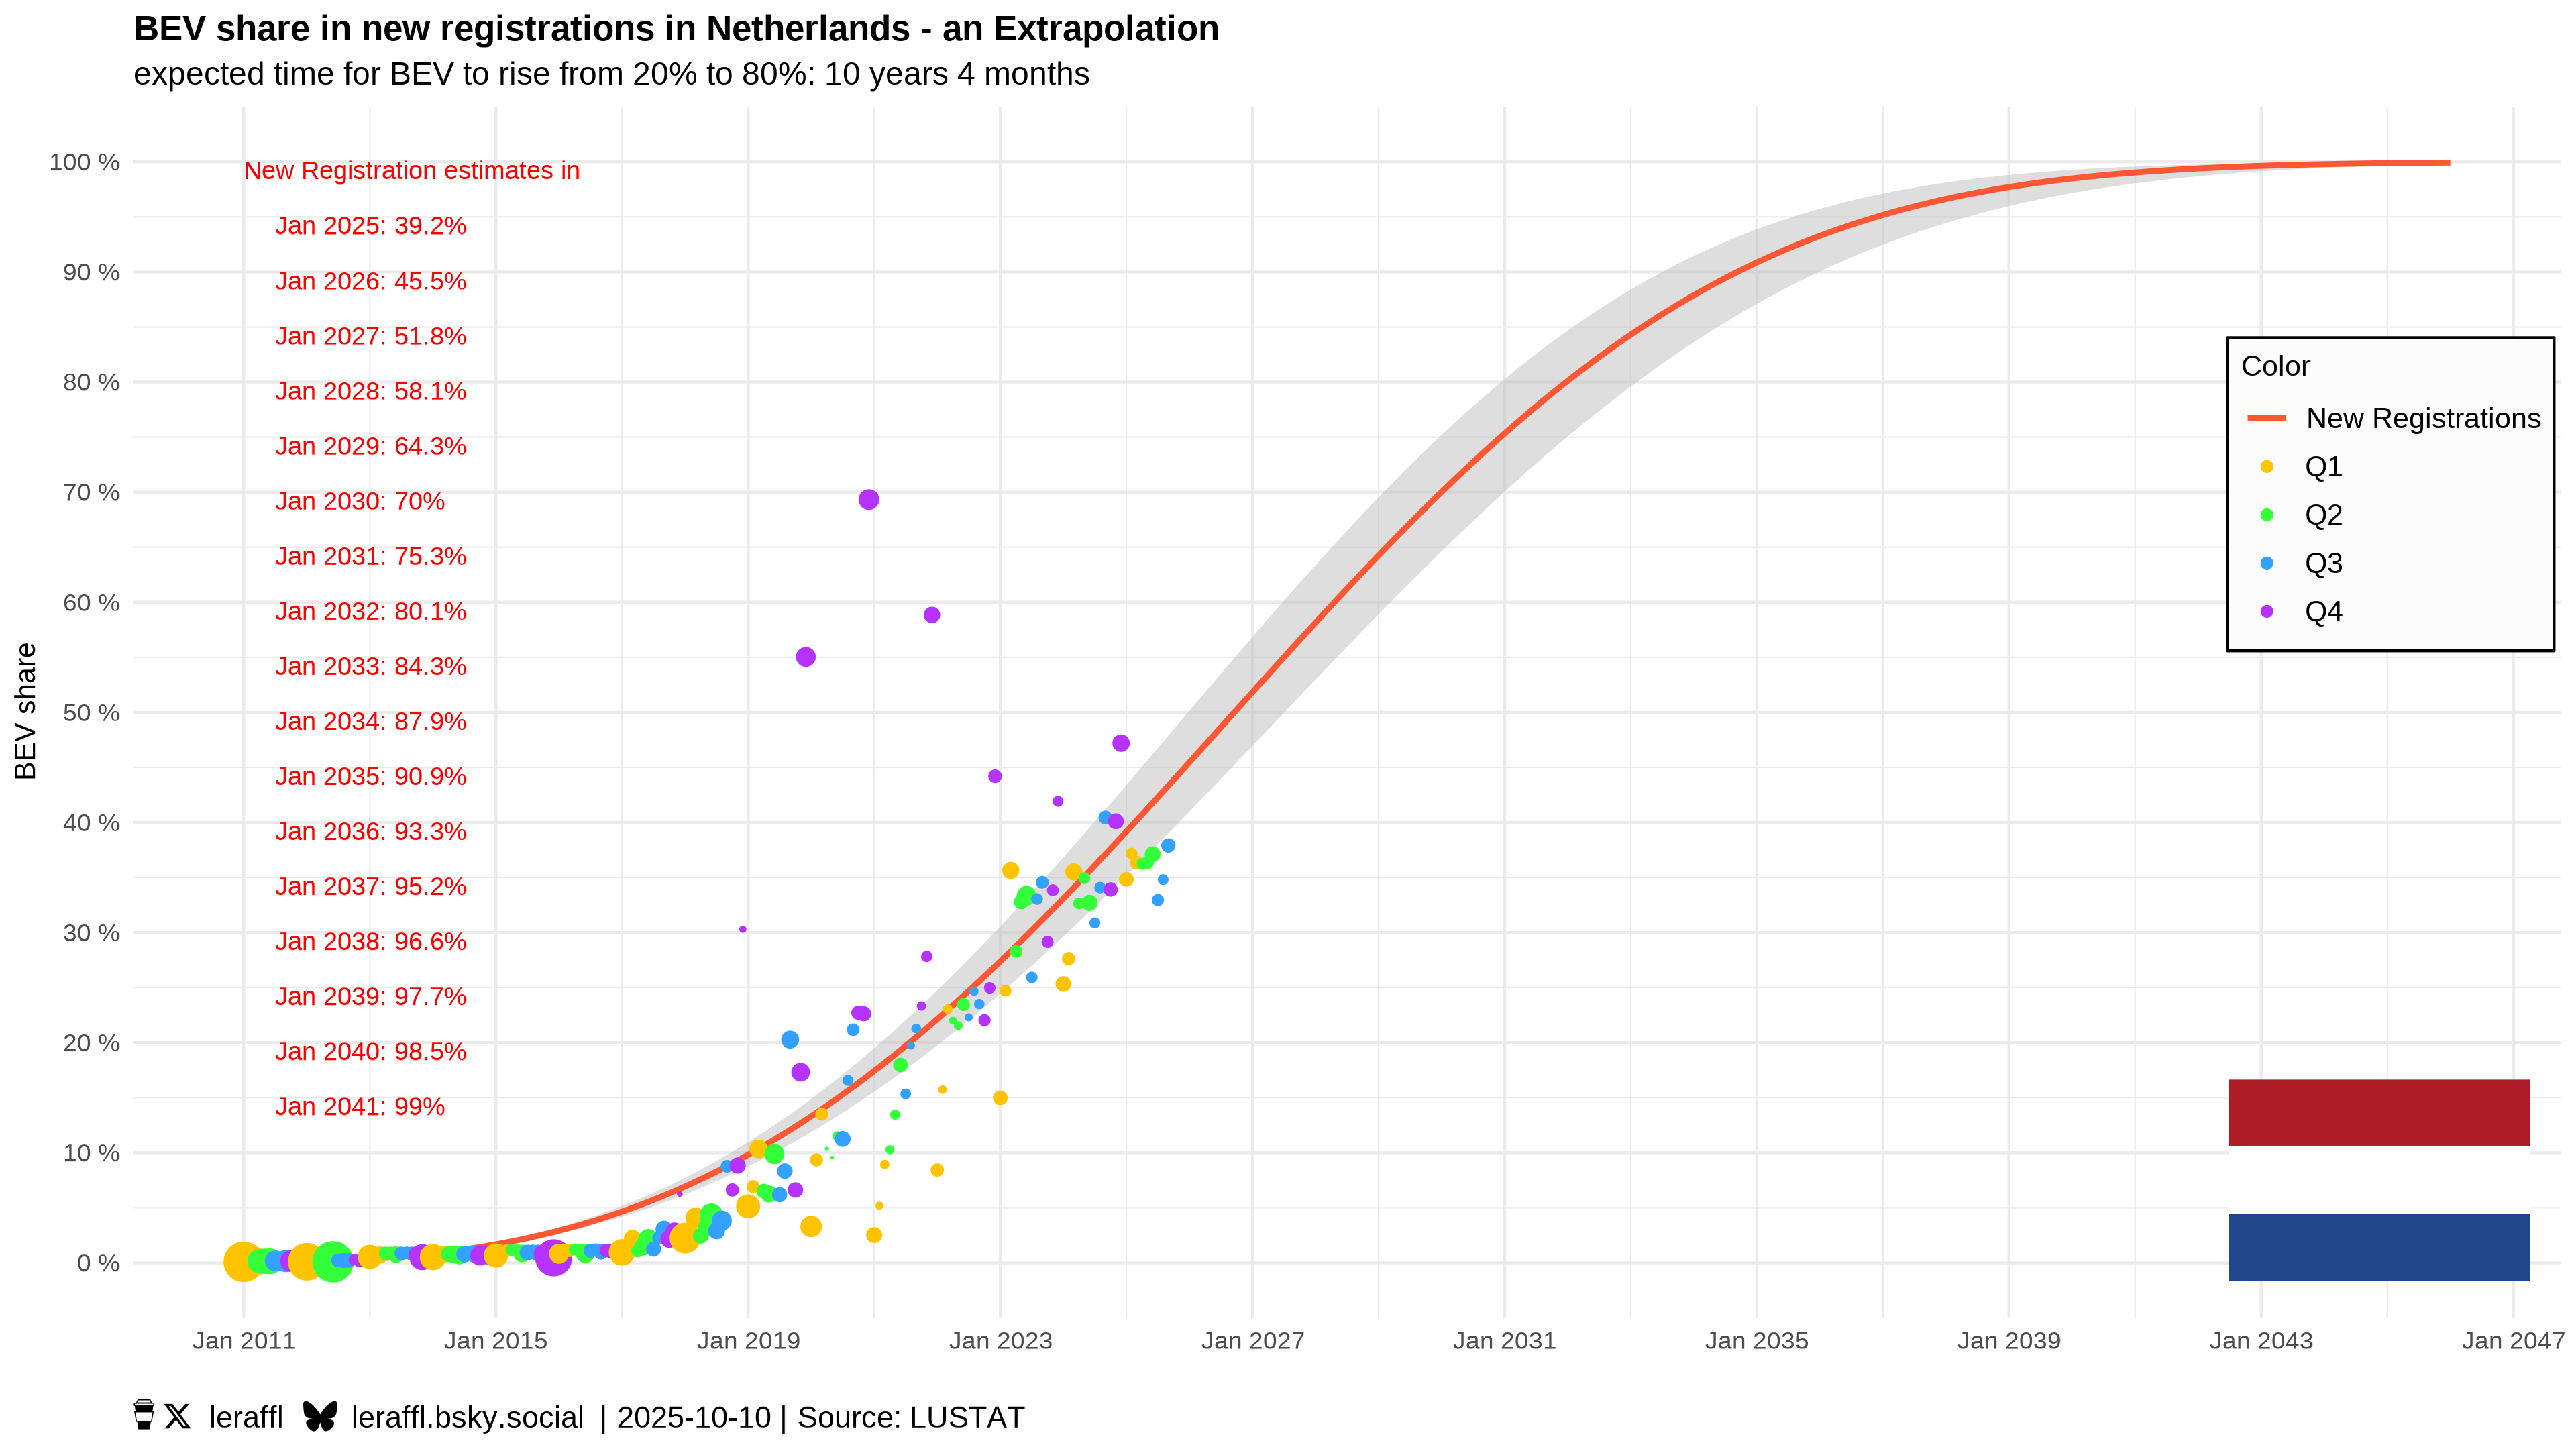 BEV share in new registrations in Netherlands - an Extrapolation
expected time for BEV to rise from 20% to 80%: 10 years 4 months
100 %
90 %
80 %
70 %
60 %
50 %
40 %
30 %
20 %
10 %
0 %
BEV share
New Registration estimates in
Jan 2025: 39.2%
Jan 2026: 45.5%
Jan 2027: 51.8%
Jan 2028: 58.1%
Jan 2029: 64.3%
Jan 2030: 70%
Jan 2031: 75.3%
Jan 2032: 80.1%
Jan 2033: 84.3%
Jan 2034: 87.9%
Jan 2035: 90.9%
Jan 2036: 93.3%
Jan 2037: 95.2%
Jan 2038: 96.6%
Jan 2039: 97.7%
Jan 2040: 98.5%
Jan 2041: 99%
Color
New Registrations
Q1
Q2
Q3
Q4
Jan 2011 Jan 2015 Jan 2019 Jan 2023 Jan 2027 Jan 2031 Jan 2035 Jan 2039 Jan 2043 Jan 2047
leraffl leraffl.bsky.social | 2025-10-10 | Source: LUSTAT